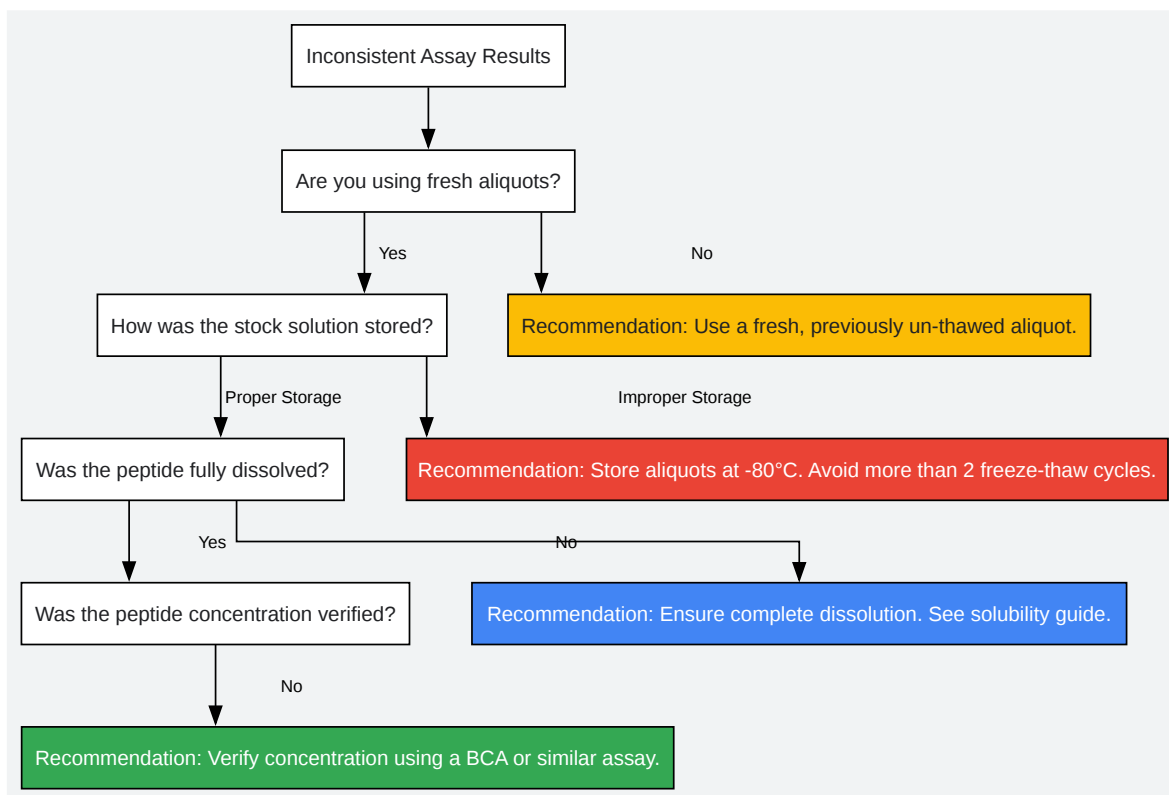 Inconsistent Assay Results
Are you using fresh aliquots?
Yes
No
How was the stock solution stored?
Recommendation: Use a fresh, previously un-thawed aliquot.
Proper Storage
Improper Storage
Was the peptide fully dissolved?
Recommendation: Store aliquots at -80°C. Avoid more than 2 freeze-thaw cycles.
Yes
No
Was the peptide concentration verified?
Recommendation: Ensure complete dissolution. See solubility guide.
No
Recommendation: Verify concentration using a BCA or similar assay.